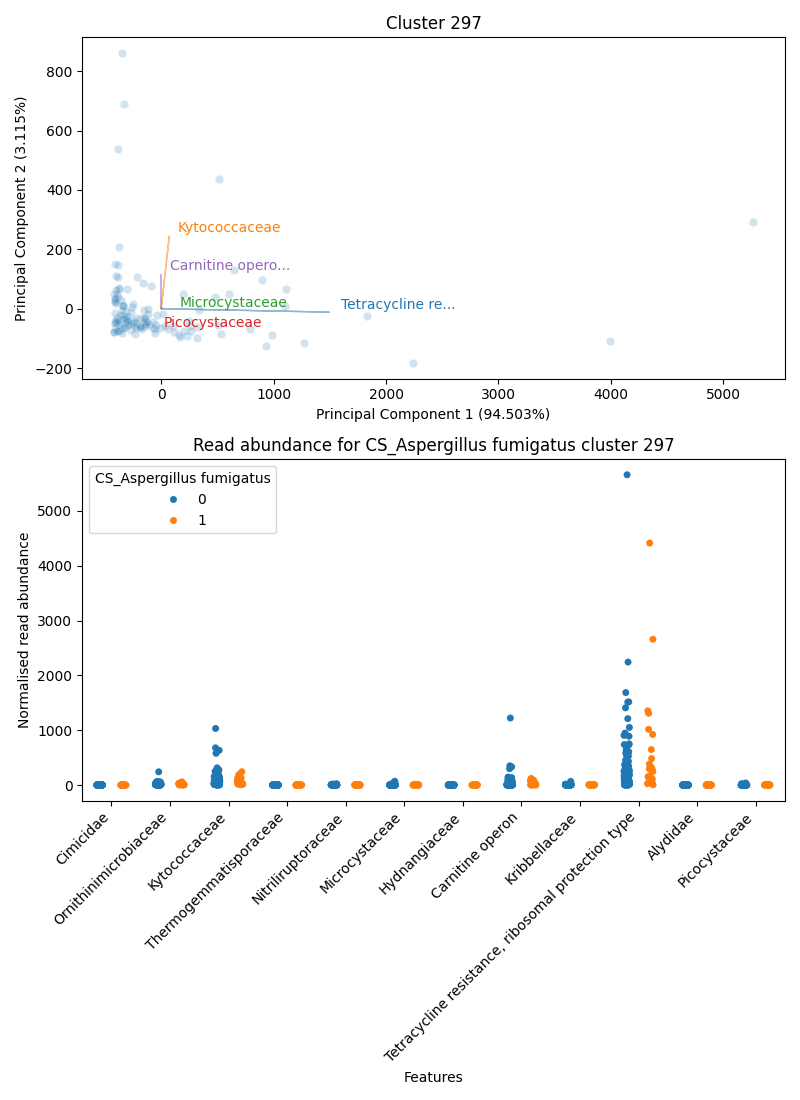 Cluster 297
800
600
400
200
0
−200
Principal Component 2 (3.115%)
Kytococcaceae
Carnitine opero...
Microcystaceae
Tetracycline re...
Picocystaceae
0
1000
2000
3000
4000
5000
Principal Component 1 (94.503%)
Read abundance for CS_Aspergillus fumigatus cluster 297
CS_Aspergillus fumigatus
0
1
5000
4000
3000
2000
1000
0
Normalised read abundance
Cimicidae
Ornithinimicrobiaceae
Kytococcaceae
Thermogemmatisporaceae
Nitriliruptoraceae
Microcystaceae
Hydnangiaceae
Carnitine operon
Kribbellaceae
Tetracycline resistance, ribosomal protection type
Alydidae
Picocystaceae
Features